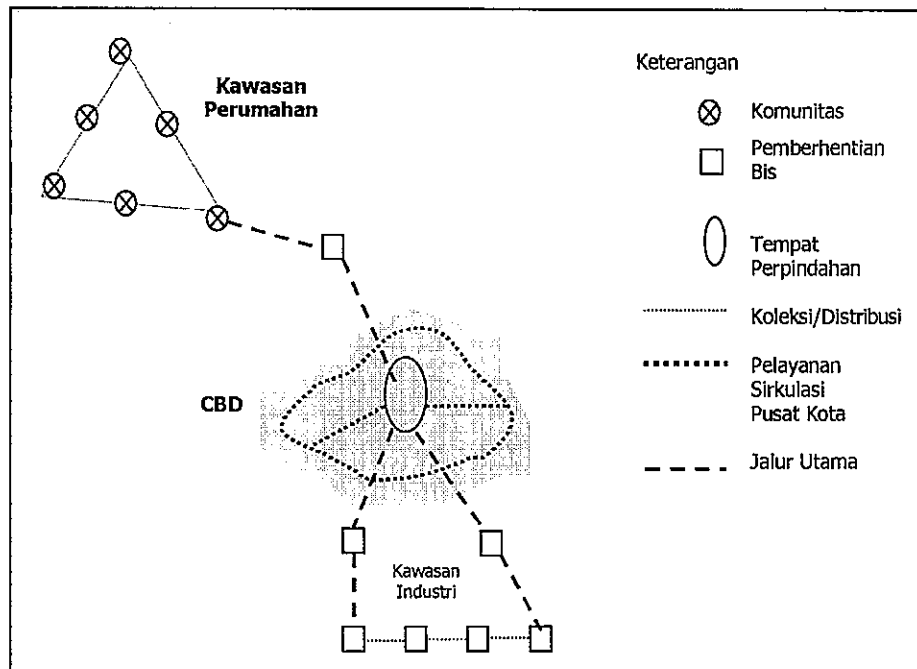 Kawasan
Perumahan
CBD
Kawasan
Industri
Keterangan
Komunitas
Pemberhentian
Bis
Tempat
Perpindahan
Koleksi/Distribusi
Pelayanan
Sirkulasi
Pusat Kota
Jalur Utama